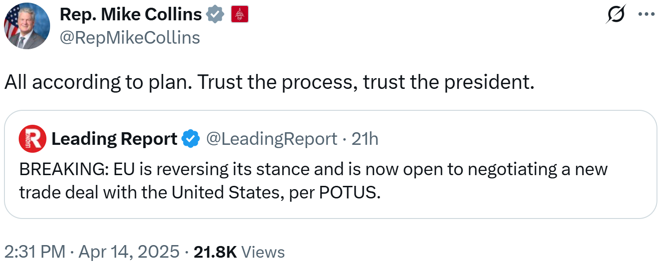 Rep. Mike Collins
@RepMikeCollins
All according to plan. Trust the process, trust the president.
R
Leading Report @LeadingReport · 21h
BREAKING: EU is reversing its stance and is now open to negotiating a new
trade deal with the United States, per POTUS.
2:31 PM · Apr 14, 2025 · 21.8K Views